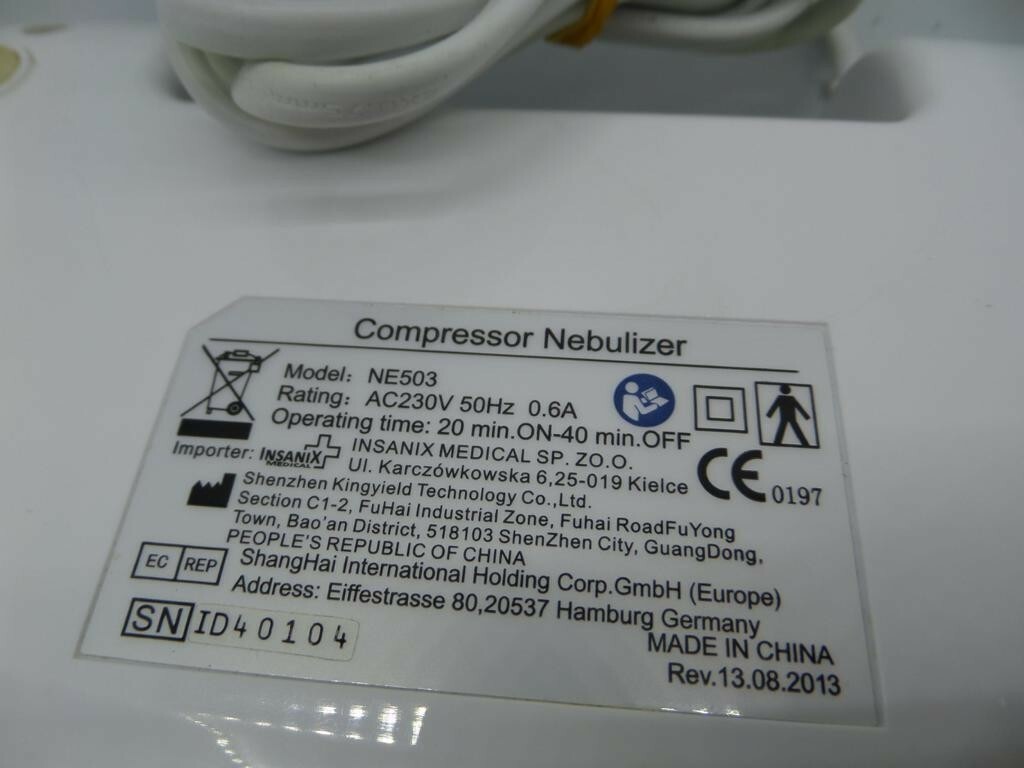 Compressor Nebulizer
Model: NE503
Rating: AC230V 50Hz 0.6A
Operating time: 20 min.ON-40 min.OFF
Importer: INSANIX MEDICAL INSANIX MEDICAL SP. ZO.O.
Ul. Karczówkowska 6,25-019 Kielce
CE 0197
Shenzhen Kingyield Technology Co.,Ltd.
Section C1-2, FuHai Industrial Zone, Fuhai RoadFuYong
Town, Bao'an District, 518103 ShenZhen City, GuangDong,
PEOPLE'S REPUBLIC OF CHINA
EC REP ShangHai International Holding Corp.GmbH (Europe)
Address: Eiffestrasse 80,20537 Hamburg Germany
SN ID40104
MADE IN CHINA
Rev.13.08.2013